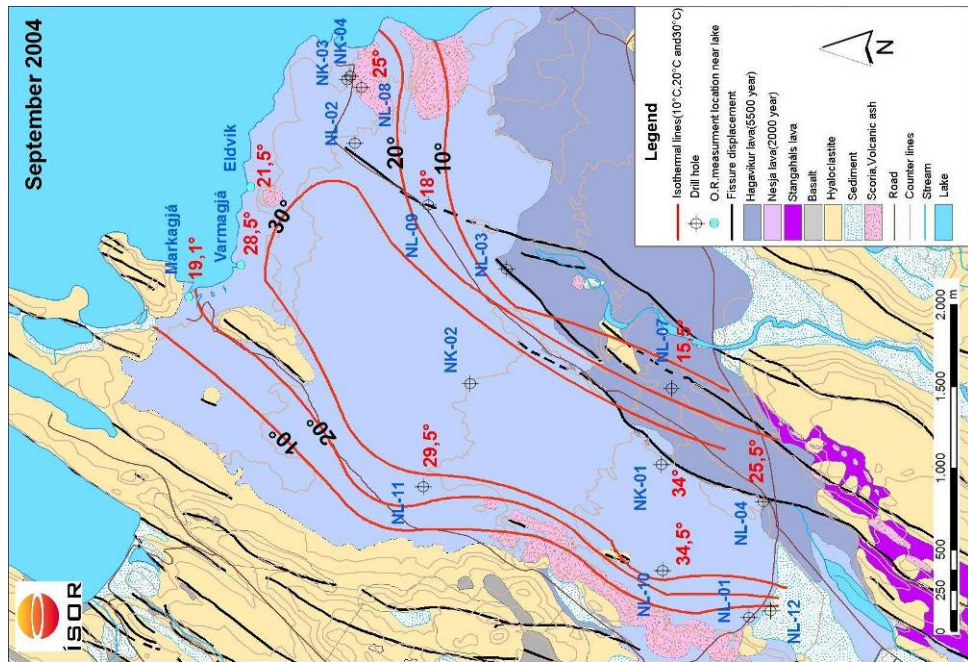 September 2004
ÍSOR
Markagjá
19,1°
Varmagjá
28,5°
Eldvik
21,5°
NK-03
NK-04
NL-02
25°
NL-08
30°
20°
10°
18°
NL-09
NL-03
NK-02
NL-07
15,5°
10°
20°
29,5°
NL-11
NK-01
34°
25,5°
NL-04
34,5°
NL-10
NL-01
NL-12
Legend
Isothermal lines(10°C,20°C and30°C)
Drill hole
O.R.measurment location near lake
Fissure displacement
Hagavikur lava(5500 year)
Nesja lava(2000 year)
Stangaháls lava
Basalt
Hyaloclastite
Sediment
Scoria,Volcanic ash
Road
Counter lines
Stream
Lake
N
0 250 500 1.000 1.500 2.000
m